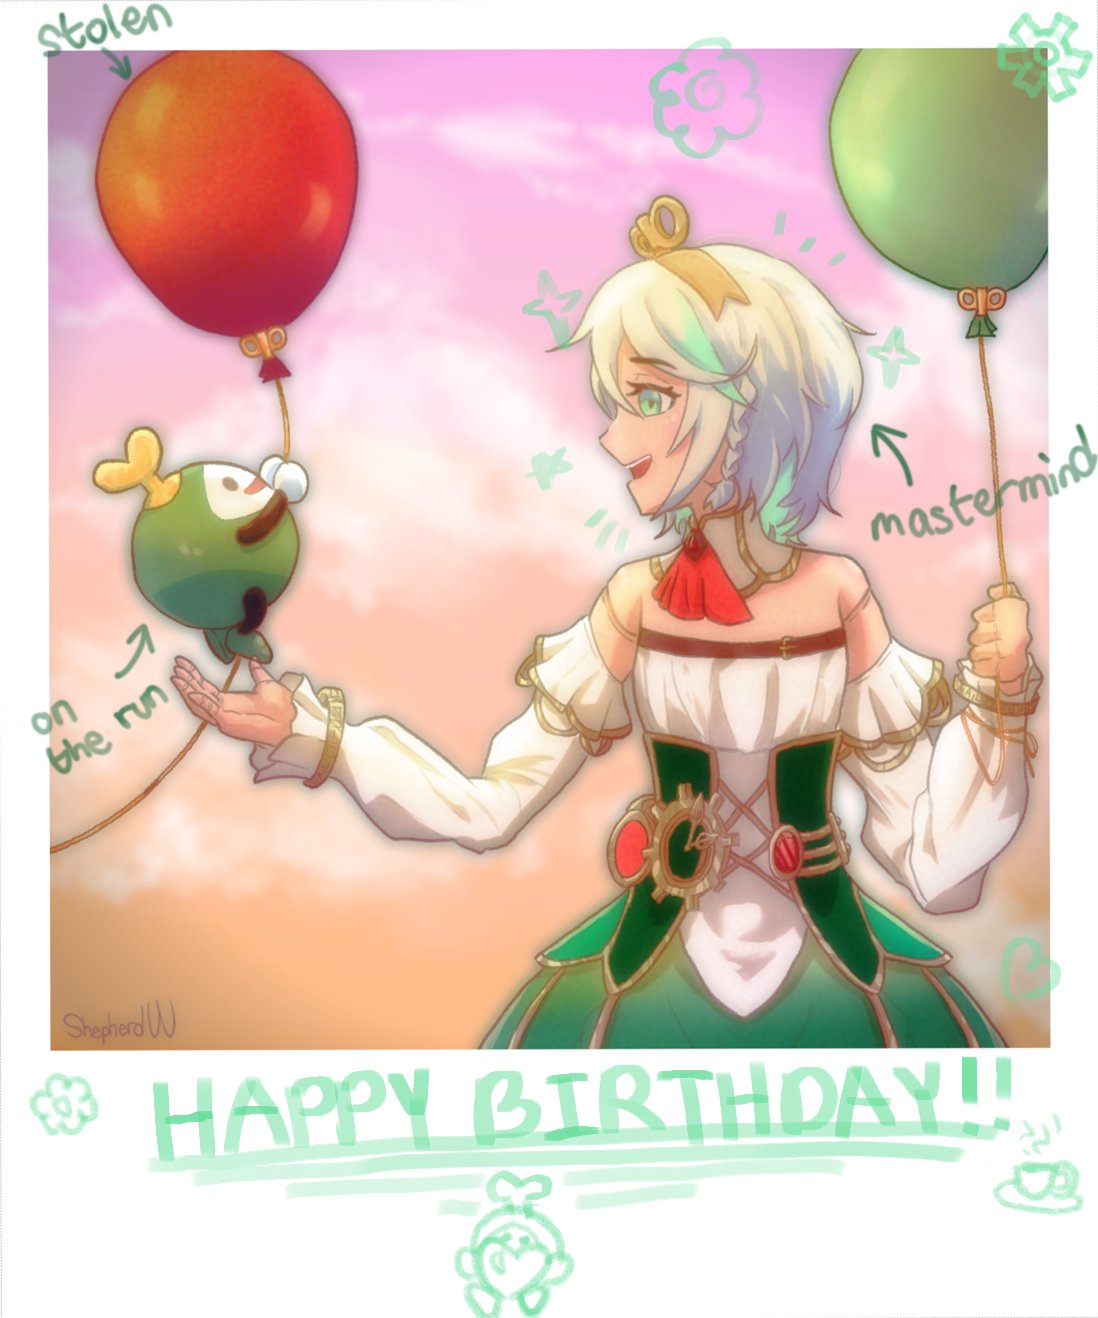 stolen
mastermind
on
the run
ShepherdW
HAPPY BIRTHDAY!!